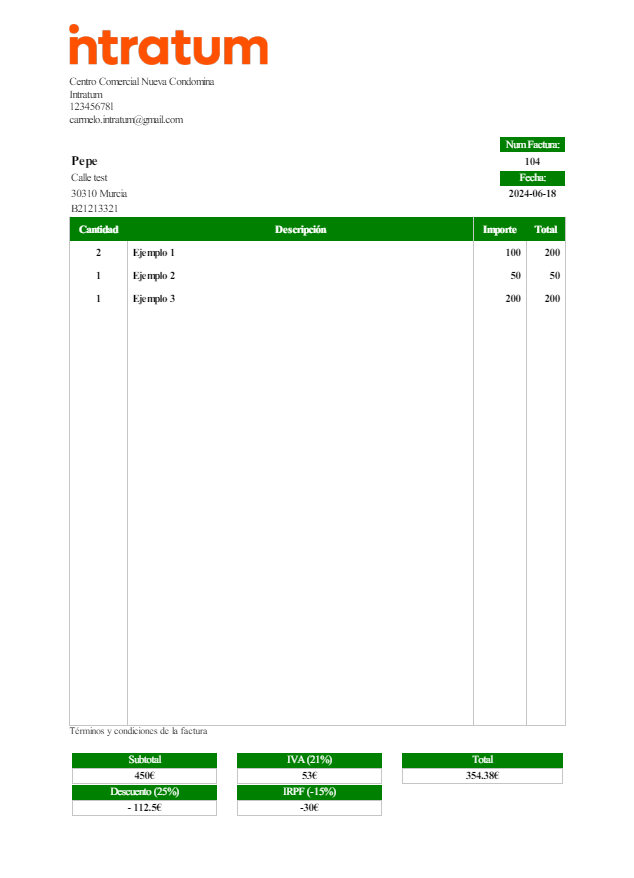 intratum
Centro Comercial Nueva Condomina
Intratum
123456781
carmelo.intratum@gmail.com
Num Factura:
Pepe 104
Calle test Fecha:
30310 Murcia 2024-06-18
B21213321
Cantidad Descripción Importe Total
2 Ejemplo 1 100 200
1 Ejemplo 2 50 50
1 Ejemplo 3 200 200
Términos y condiciones de la factura
Subtotal IVA (21%) Total
450€ 53€ 354.38€
Descuento (25%) IRPF (-15%)
- 112.5€ -30€